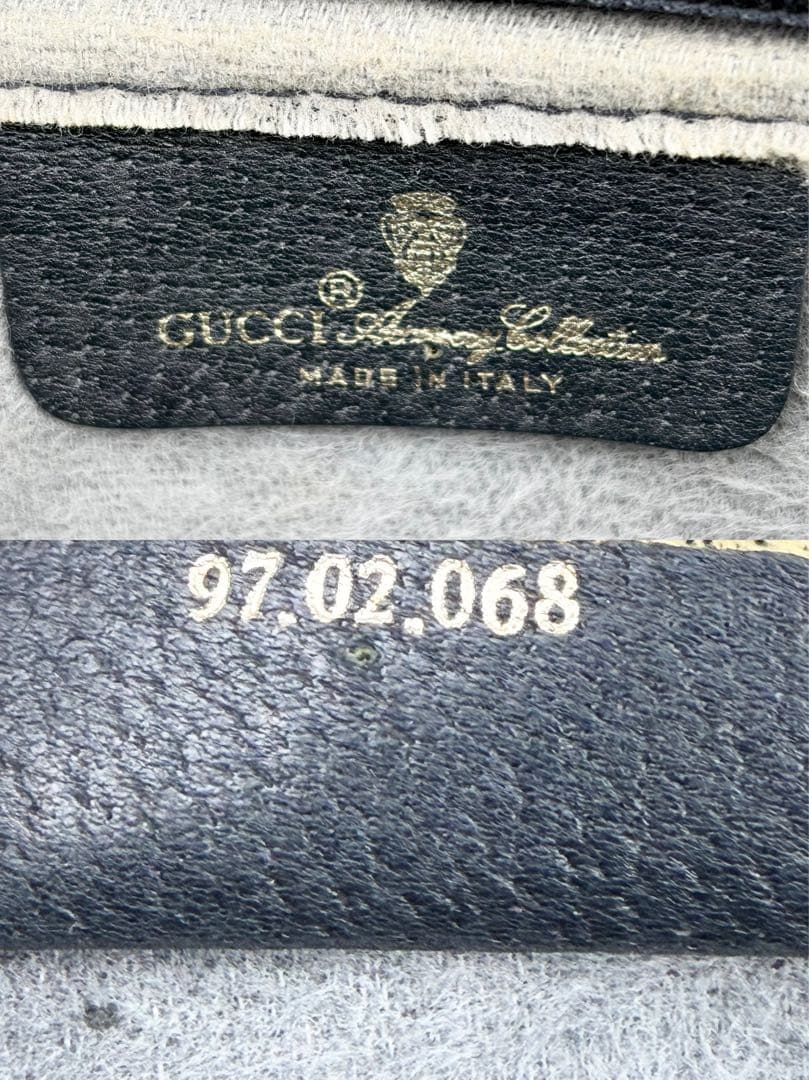 ®
GUCCI Accessory Collection
MADE IN ITALY
97.02.068